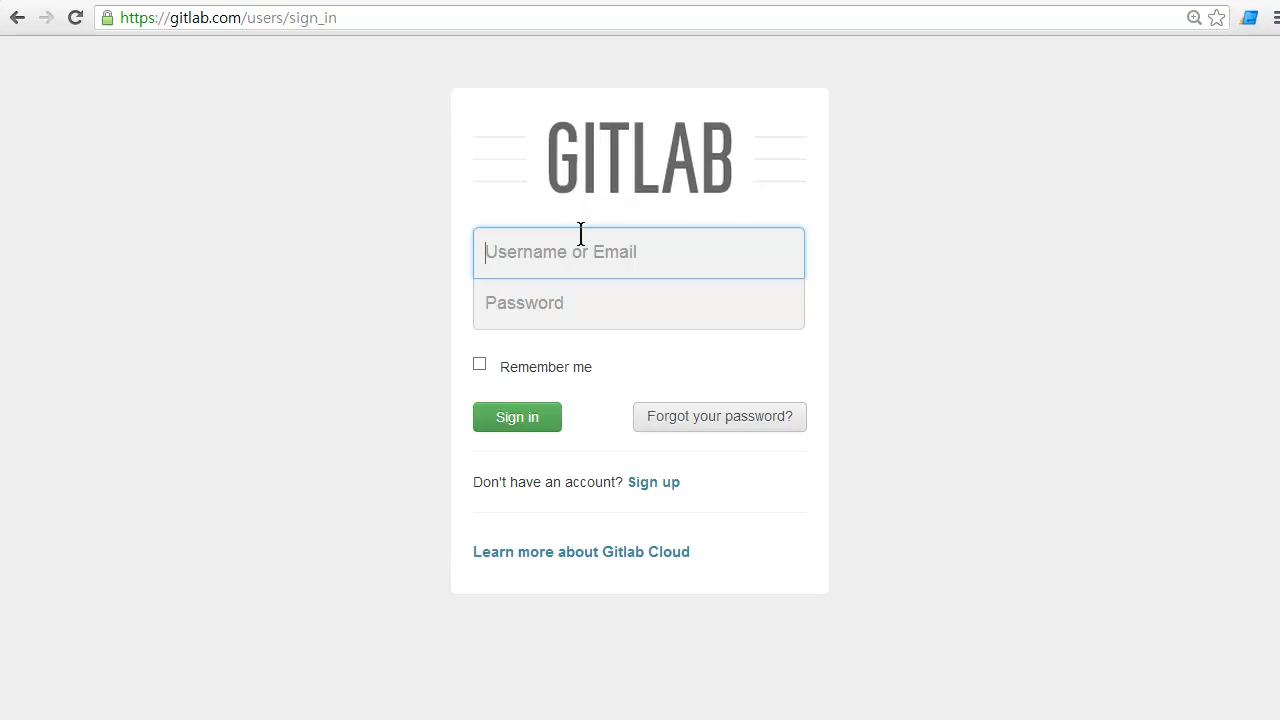 https://gitlab.com/users/sign_in
GITLAB
Username or Email
Password
Remember me
Sign in
Forgot your password?
Don't have an account? Sign up
Learn more about Gitlab Cloud